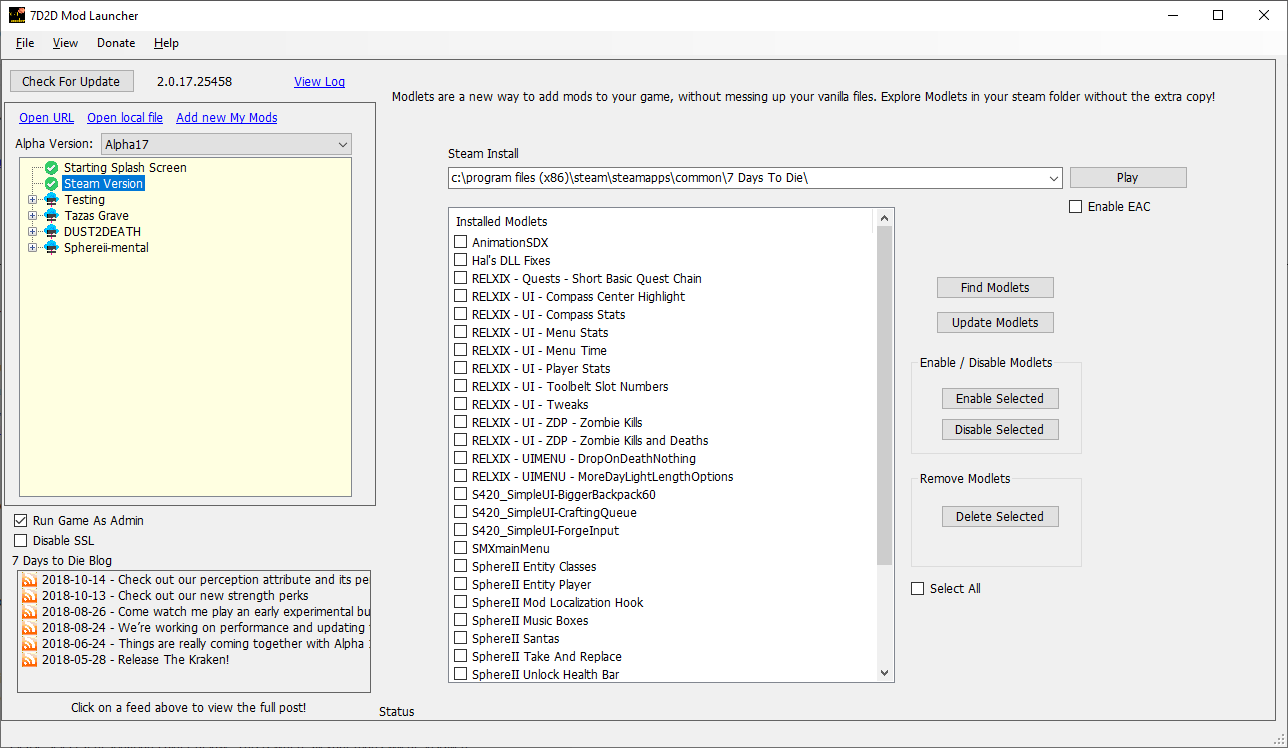 7D2D Mod Launcher
File View Donate Help
Check For Update 2.0.17.25458 View Log
Open URL Open local file Add new My Mods
Alpha Version: Alpha17
Starting Splash Screen
Steam Version
Testing
Tazas Grave
DUST2DEATH
Sphereii-mental
Run Game As Admin
Disable SSL
7 Days to Die Blog
2018-10-14 - Check out our perception attribute and its pe
2018-10-13 - Check out our new strength perks
2018-08-26 - Come watch me play an early experimental bu
2018-08-24 - We're working on performance and updating
2018-06-24 - Things are really coming together with Alpha
2018-05-28 - Release The Kraken!
Click on a feed above to view the full post!
Modlets are a new way to add mods to your game, without messing up your vanilla files. Explore Modlets in your steam folder without the extra copy!
Steam Install
c:\program files (x86)\steam\steamapps\common\7 Days To Die\
Play
Enable EAC
Installed Modlets
AnimationSDX
Hal's DLL Fixes
RELXIX - Quests - Short Basic Quest Chain
RELXIX - UI - Compass Center Highlight
RELXIX - UI - Compass Stats
RELXIX - UI - Menu Stats
RELXIX - UI - Menu Time
RELXIX - UI - Player Stats
RELXIX - UI - Toolbelt Slot Numbers
RELXIX - UI - Tweaks
RELXIX - UI - ZDP - Zombie Kills
RELXIX - UI - ZDP - Zombie Kills and Deaths
RELXIX - UIMENU - DropOnDeathNothing
RELXIX - UIMENU - MoreDayLightLengthOptions
S420_SimpleUI-BiggerBackpack60
S420_SimpleUI-CraftingQueue
S420_SimpleUI-ForgeInput
SMXmainMenu
SphereII Entity Classes
SphereII Entity Player
SphereII Mod Localization Hook
SphereII Music Boxes
SphereII Santas
SphereII Take And Replace
SphereII Unlock Health Bar
Find Modlets
Update Modlets
Enable / Disable Modlets
Enable Selected
Disable Selected
Remove Modlets
Delete Selected
Select All
Status